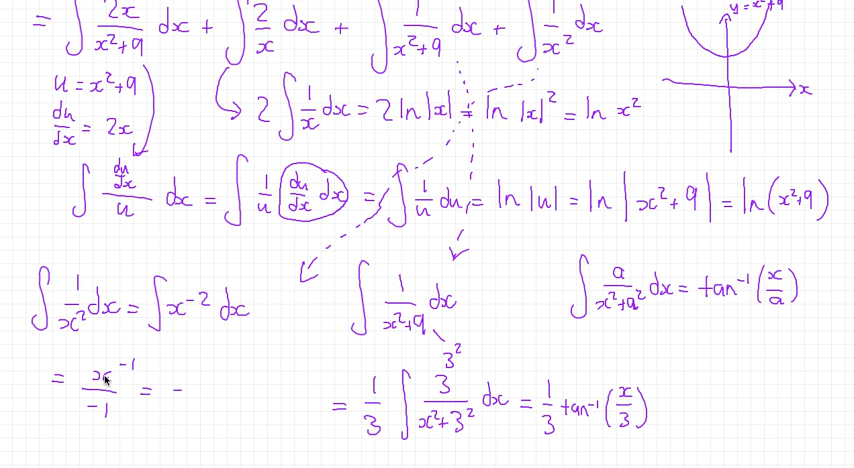 = ∫ 2x/(x²+9) dx + ∫ 2/x dx + ∫ 1/(x²+9) dx + ∫ 1/x² dx
y = x²+9
x
u = x²+9
du/dx = 2x
2 ∫ 1/x dx = 2 ln|x| = ln |x|² = ln x²
∫ (du/dx)/u dx = ∫ 1/u du/dx dx = ∫ 1/u du = ln |u| = ln |x²+9| = ln(x²+9)
∫ 1/x² dx = ∫ x⁻² dx
∫ 1/(x²+9) dx
3²
∫ a/(x²+a²) dx = tan⁻¹(x/a)
= x⁻¹/-1 = -
= 1/3 ∫ 3/(x²+3²) dx = 1/3 tan⁻¹(x/3)